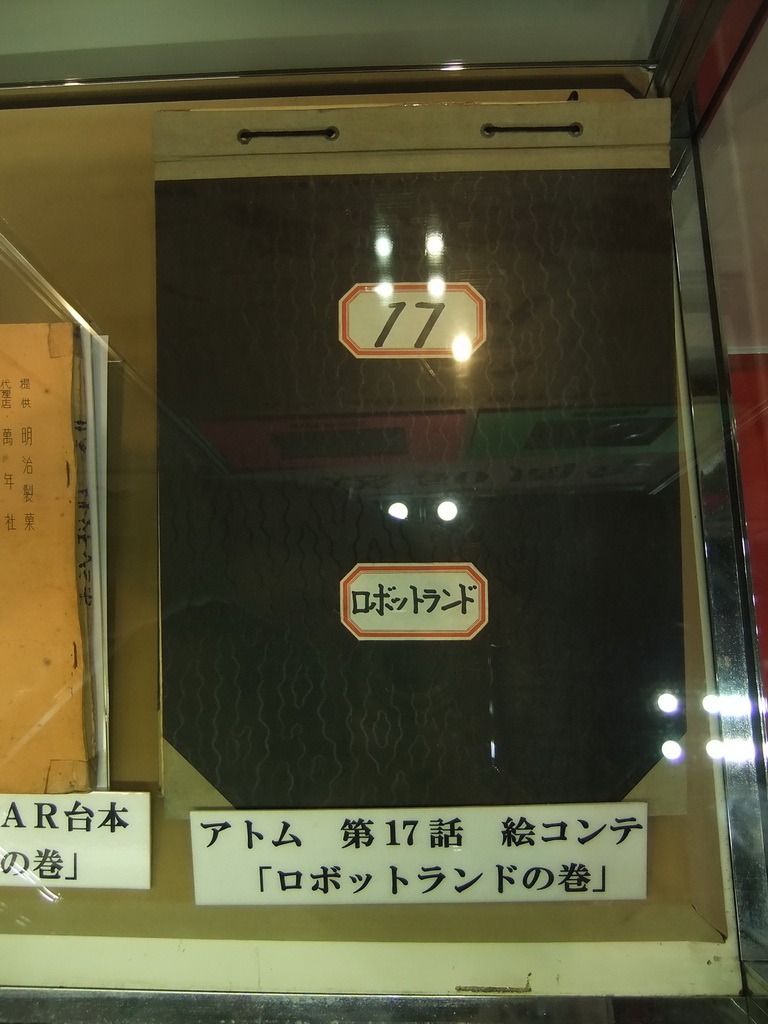 17
ロボットランド
アトム 第17話 絵コンテ
「ロボットランドの巻」
提供 明治製菓
代理店 萬年社
AR台本
の巻」